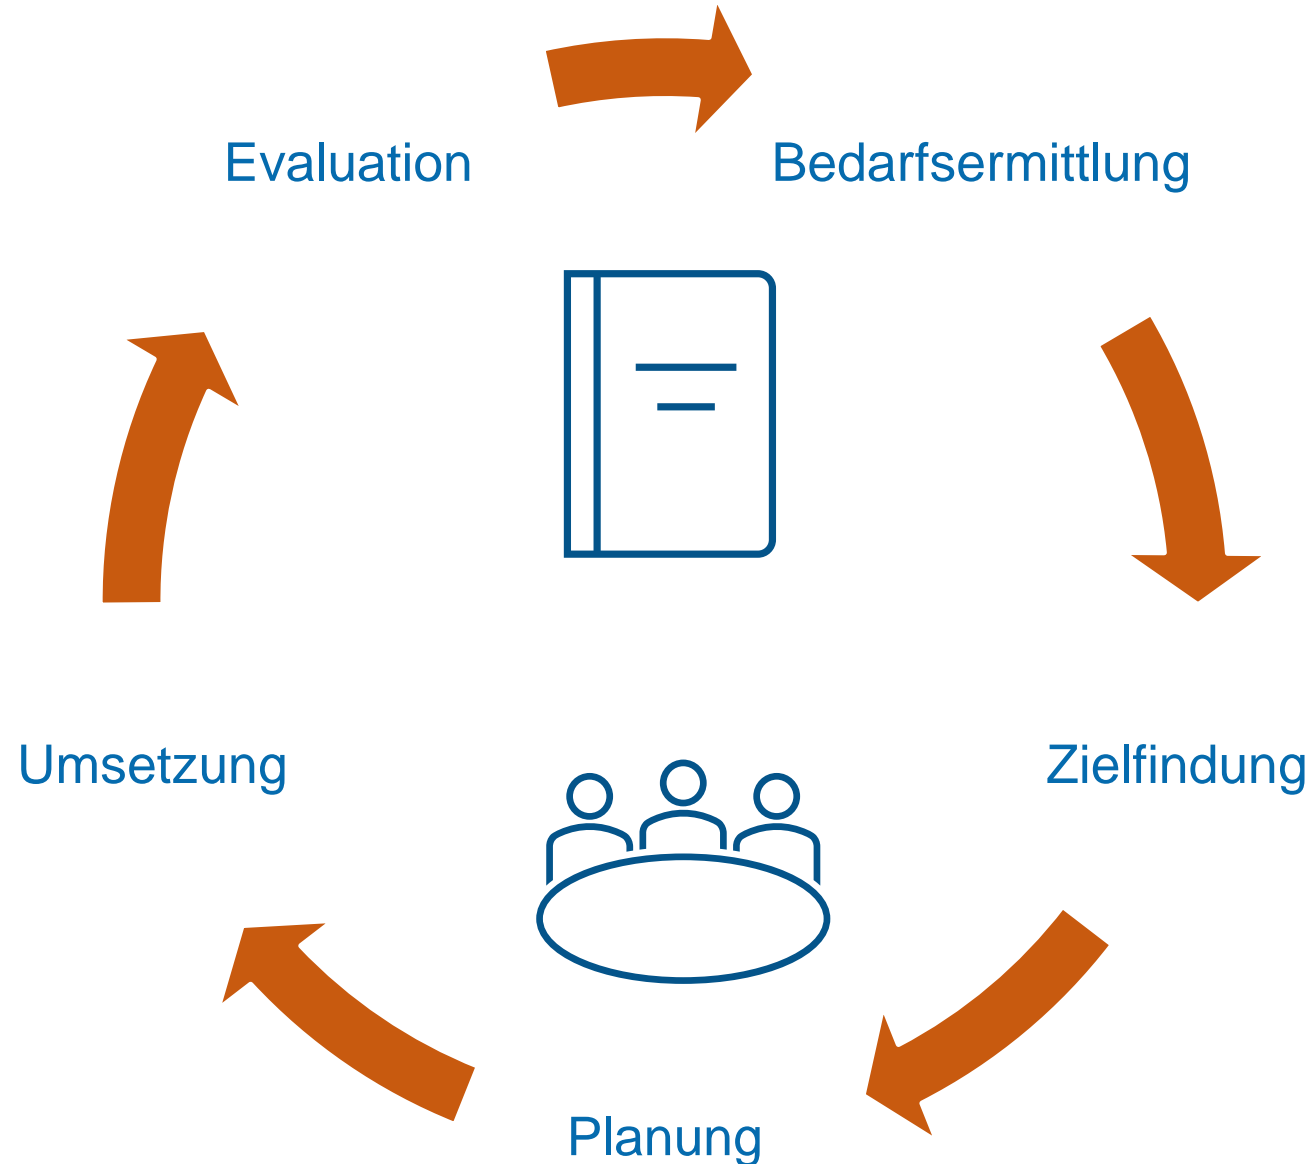 Evaluation
Bedarfsermittlung
Umsetzung
Zielfindung
Planung